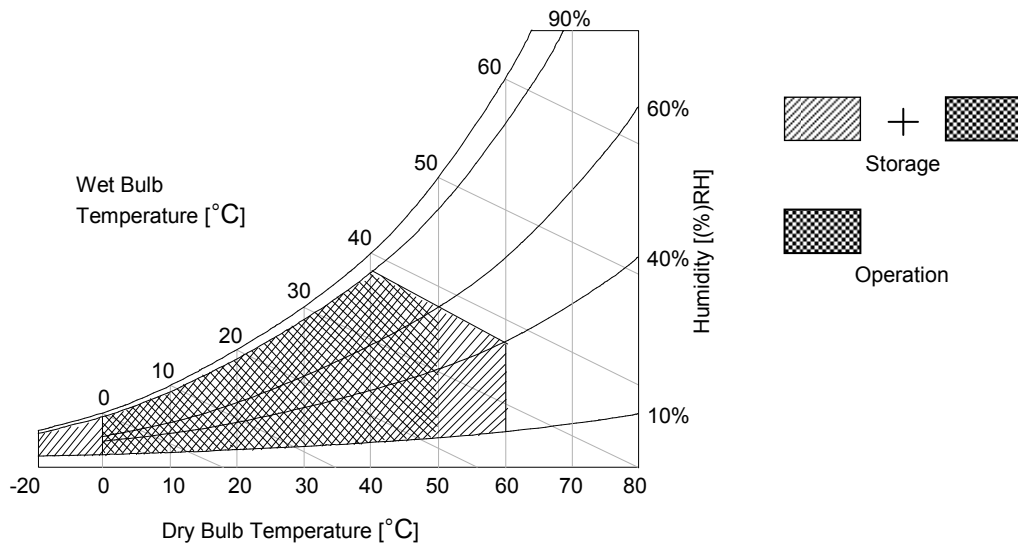 90%
60
60%
50
Wet Bulb
Temperature [°C]
Storage
40
40%
Humidity [(%)RH]
30
Operation
20
10
0
10%
-20 0 10 20 30 40 50 60 70 80
Dry Bulb Temperature [°C]